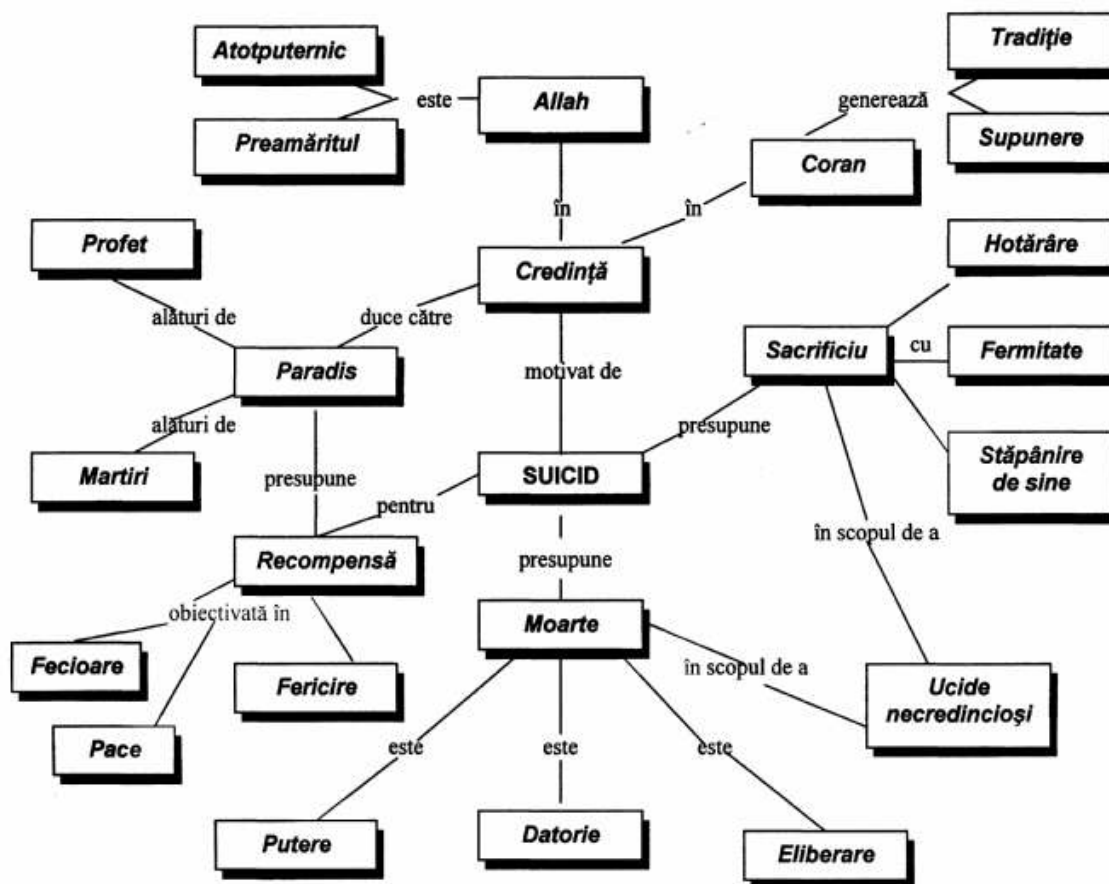 Atotputernic
Tradiție
este
Allah
generează
Preamăritul
Supunere
Coran
în
în
Profet
Hotărâre
Credință
alături de
duce către
Sacrificiu
cu
Fermitate
Paradis
motivat de
alături de
presupune
Martiri
SUICID
Stăpânire
de sine
presupune
pentru
în scopul de a
Recompensă
presupune
obiectivată în
Moarte
Fecioare
în scopul de a
Ucide
necredincioși
Fericire
Pace
este
este
este
Putere
Datorie
Eliberare